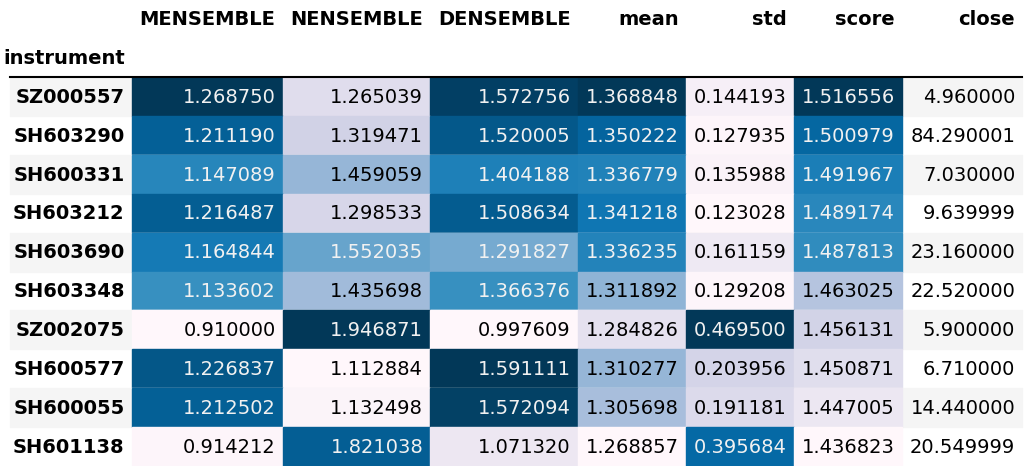 MENSEMBLE NENSEMBLE DENSEMBLE mean std score close
instrument
SZ000557 1.268750 1.265039 1.572756 1.368848 0.144193 1.516556 4.960000
SH603290 1.211190 1.319471 1.520005 1.350222 0.127935 1.500979 84.290001
SH600331 1.147089 1.459059 1.404188 1.336779 0.135988 1.491967 7.030000
SH603212 1.216487 1.298533 1.508634 1.341218 0.123028 1.489174 9.639999
SH603690 1.164844 1.552035 1.291827 1.336235 0.161159 1.487813 23.160000
SH603348 1.133602 1.435698 1.366376 1.311892 0.129208 1.463025 22.520000
SZ002075 0.910000 1.946871 0.997609 1.284826 0.469500 1.456131 5.900000
SH600577 1.226837 1.112884 1.591111 1.310277 0.203956 1.450871 6.710000
SH600055 1.212502 1.132498 1.572094 1.305698 0.191181 1.447005 14.440000
SH601138 0.914212 1.821038 1.071320 1.268857 0.395684 1.436823 20.549999